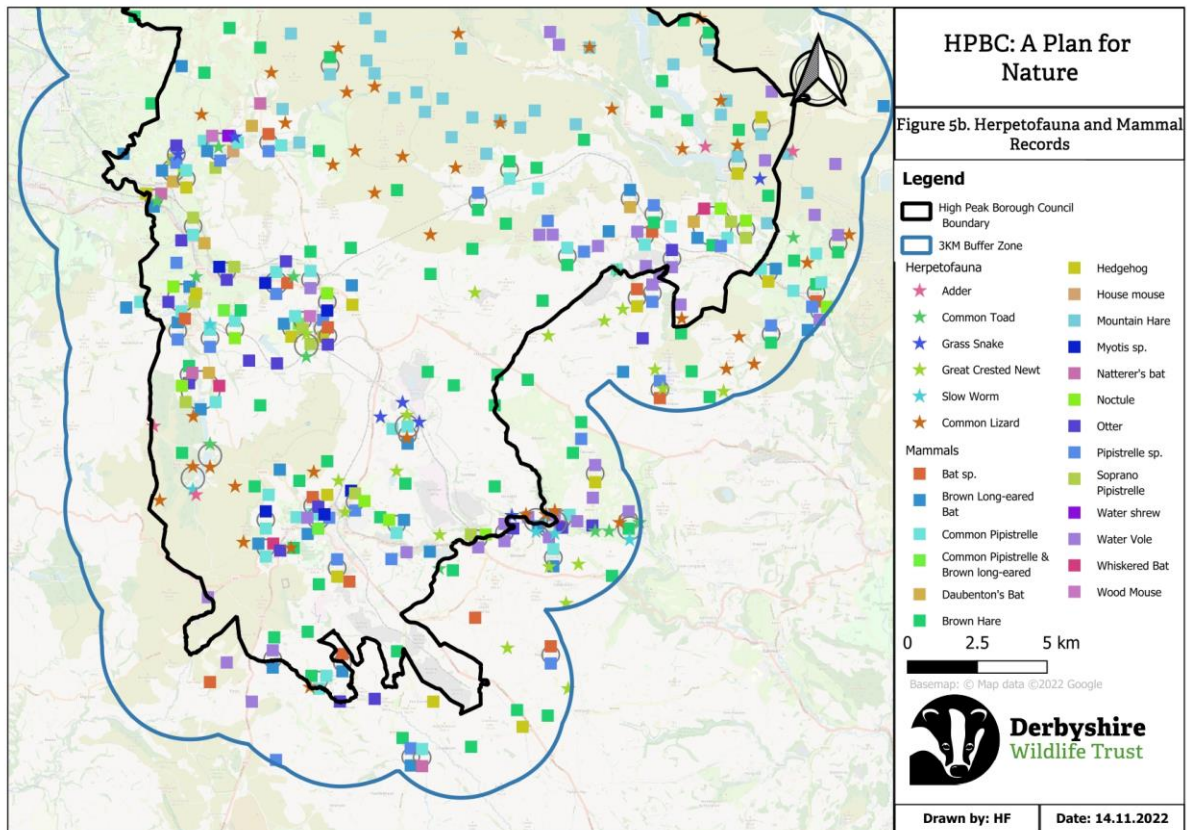 HPBC: A Plan for
Nature
Figure 5b. Herpetofauna and Mammal
Records
Legend
High Peak Borough Council
Boundary
3KM Buffer Zone
Herpetofauna
Adder
Common Toad
Grass Snake
Great Crested Newt
Slow Worm
Common Lizard
Mammals
Bat sp.
Brown Long-eared
Bat
Common Pipistrelle
Common Pipistrelle &
Brown long-eared
Daubenton's Bat
Brown Hare
Hedgehog
House mouse
Mountain Hare
Myotis sp.
Natterer's bat
Noctule
Otter
Pipistrelle sp.
Soprano
Pipistrelle
Water shrew
Water Vole
Whiskered Bat
Wood Mouse
0 2.5 5 km
Basemap: © Map data ©2022 Google
Derbyshire
Wildlife Trust
Drawn by: HF
Date: 14.11.2022